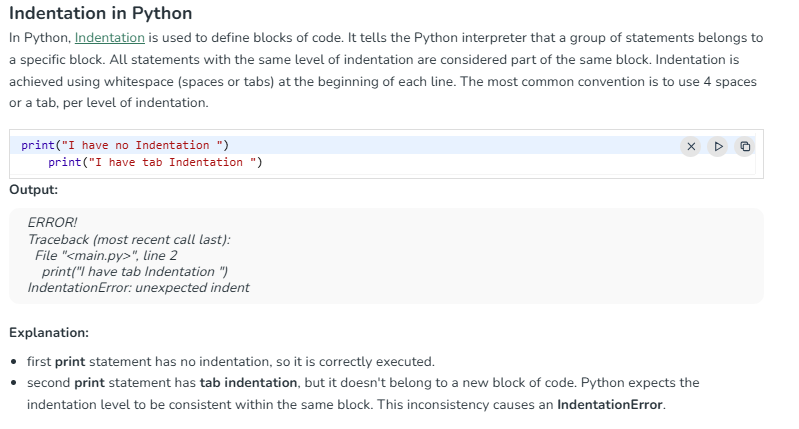 Indentation in Python
In Python, Indentation is used to define blocks of code. It tells the Python interpreter that a group of statements belongs to
a specific block. All statements with the same level of indentation are considered part of the same block. Indentation is
achieved using whitespace (spaces or tabs) at the beginning of each line. The most common convention is to use 4 spaces
or a tab, per level of indentation.
print("I have no Indentation ")
    print("I have tab Indentation ")
Output:
ERROR!
Traceback (most recent call last):
  File "<main.py>", line 2
    print("I have tab Indentation ")
IndentationError: unexpected indent
Explanation:
first print statement has no indentation, so it is correctly executed.
second print statement has tab indentation, but it doesn't belong to a new block of code. Python expects the
indentation level to be consistent within the same block. This inconsistency causes an IndentationError.